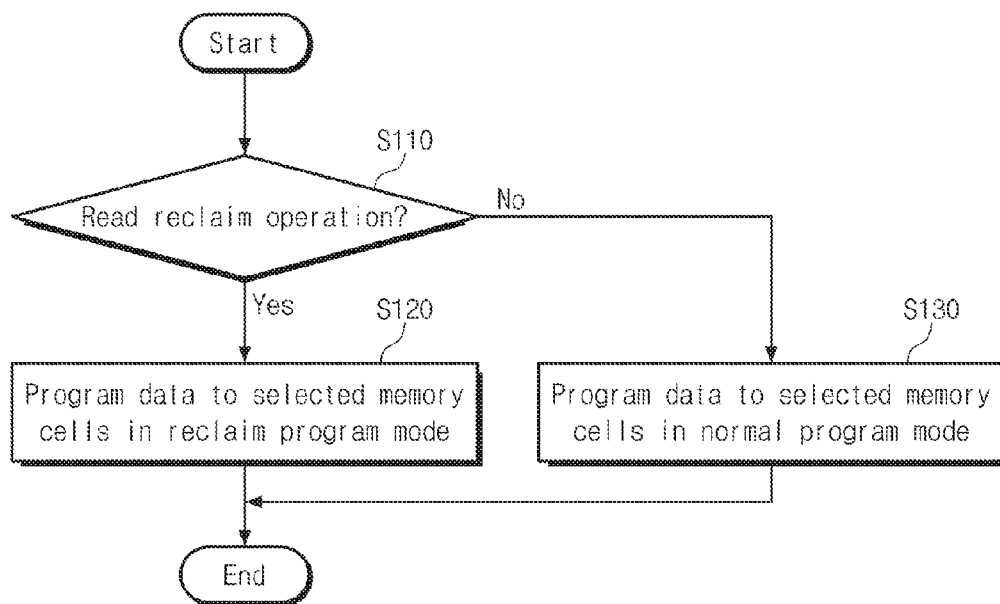 Start
S110
Read reclaim operation?
No
Yes
S120
S130
Program data to selected memory
cells in reclaim program mode
Program data to selected memory
cells in normal program mode
End